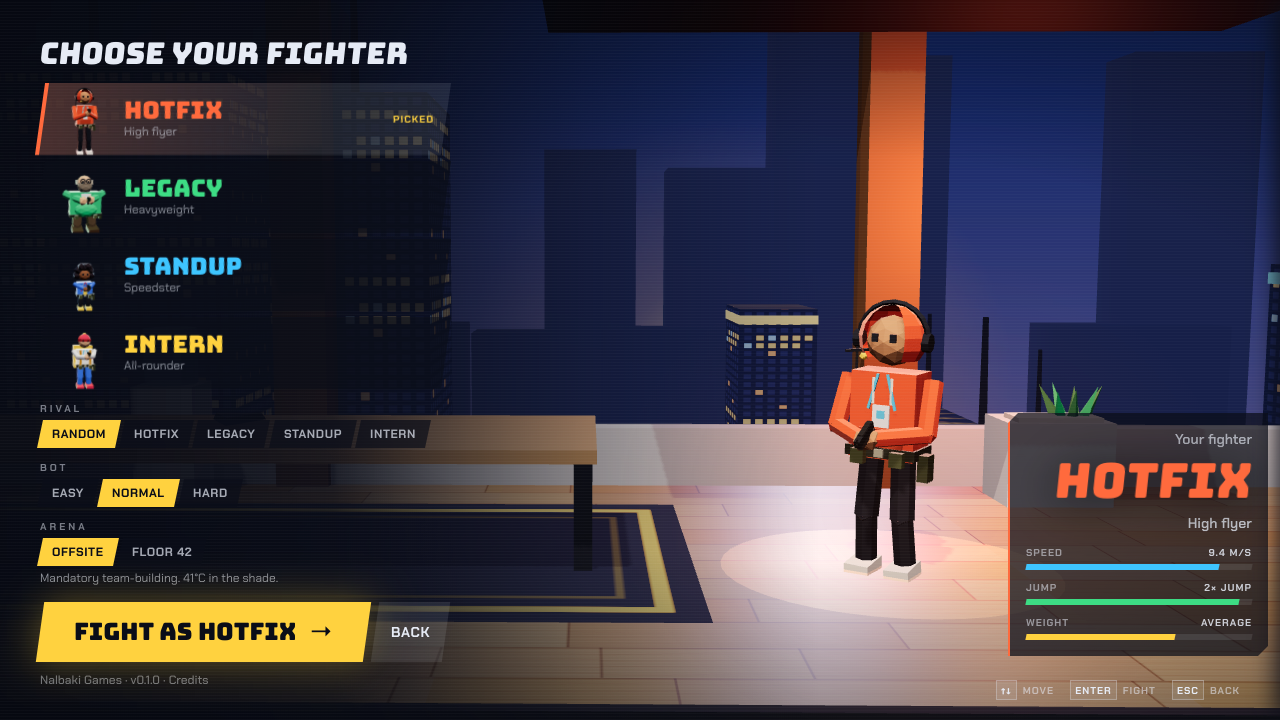 CHOOSE YOUR FIGHTER
HOTFIX
High flyer
PICKED
LEGACY
Heavyweight
STANDUP
Speedster
INTERN
All-rounder
RIVAL
RANDOM HOTFIX LEGACY STANDUP INTERN
BOT
EASY NORMAL HARD
ARENA
OFFSITE FLOOR 42
Mandatory team-building. 41°C in the shade.
FIGHT AS HOTFIX → BACK
Nalbaki Games · v0.1.0 · Credits
Your fighter
HOTFIX
High flyer
SPEED 9.4 M/S
JUMP 2× JUMP
WEIGHT AVERAGE
↑↓ MOVE ENTER FIGHT ESC BACK